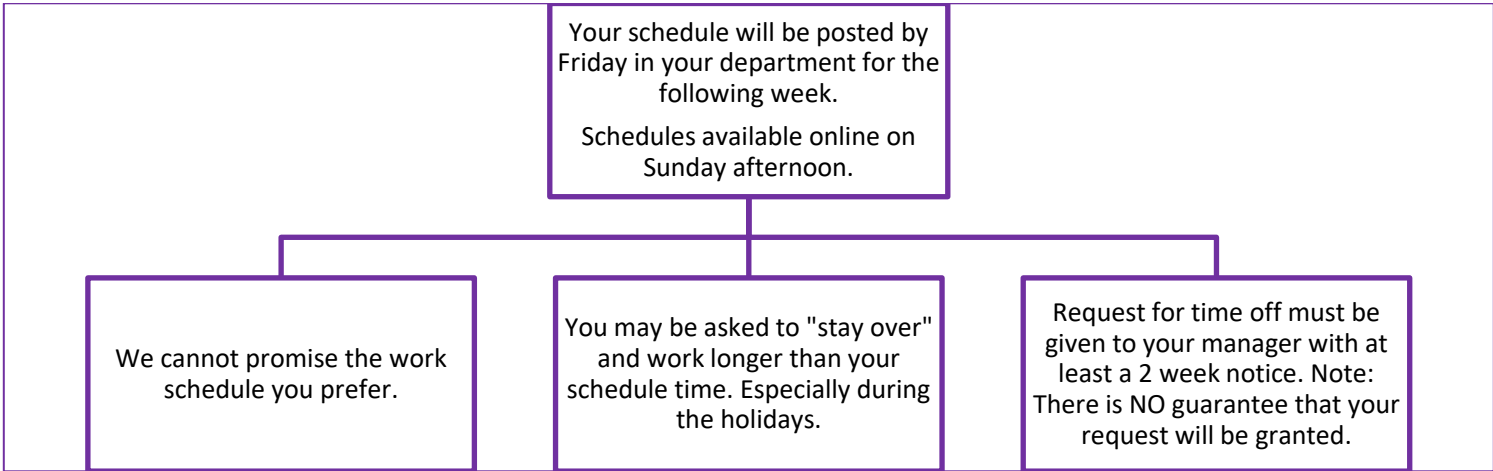 Your schedule will be posted by
Friday in your department for the
following week.
Schedules available online on
Sunday afternoon.
We cannot promise the work
schedule you prefer.
You may be asked to "stay over"
and work longer than your
schedule time. Especially during
the holidays.
Request for time off must be
given to your manager with at
least a 2 week notice. Note:
There is NO guarantee that your
request will be granted.